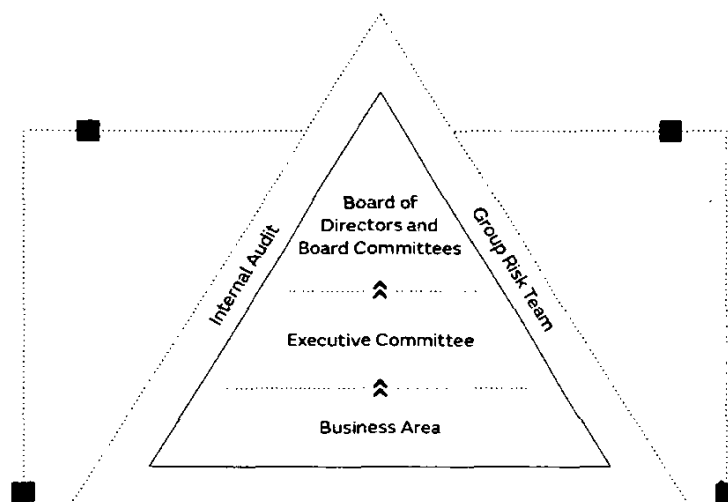 Board of
Directors and
Board Committees
Internal Audit
Group Risk Team
Executive Committee
Business Area